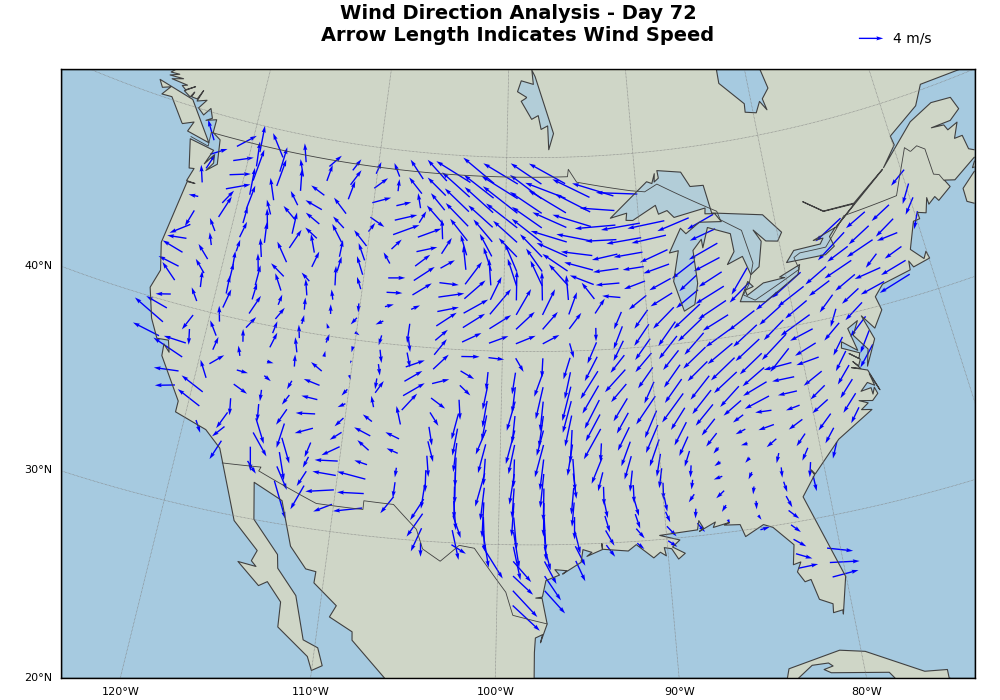 Wind Direction Analysis - Day 72
Arrow Length Indicates Wind Speed
4 m/s
40°N
30°N
20°N
120°W
110°W
100°W
90°W
80°W